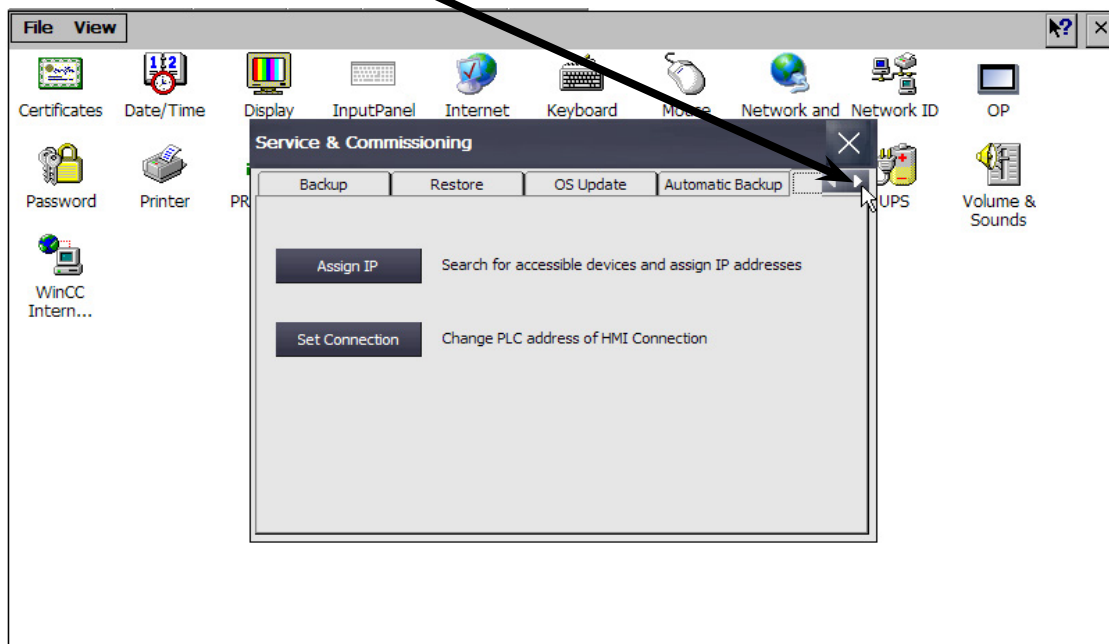 File View
?
Certificates Date/Time Display InputPanel Internet Keyboard Mouse Network and Network ID OP
Service & Commissioning
Backup Restore OS Update Automatic Backup
Password Printer PR UPS Volume &
Sounds
Assign IP Search for accessible devices and assign IP addresses
WinCC
Intern...
Set Connection Change PLC address of HMI Connection